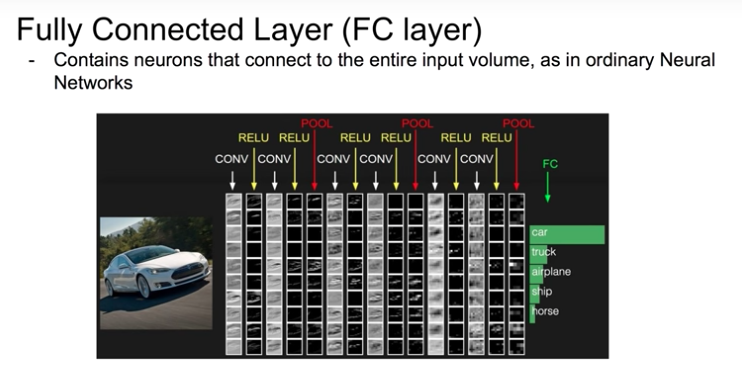 Fully Connected Layer (FC layer)
- Contains neurons that connect to the entire input volume, as in ordinary Neural
Networks
POOL POOL POOL
RELU RELU RELU RELU RELU RELU
CONV CONV CONV CONV CONV CONV FC
car
truck
airplane
ship
horse